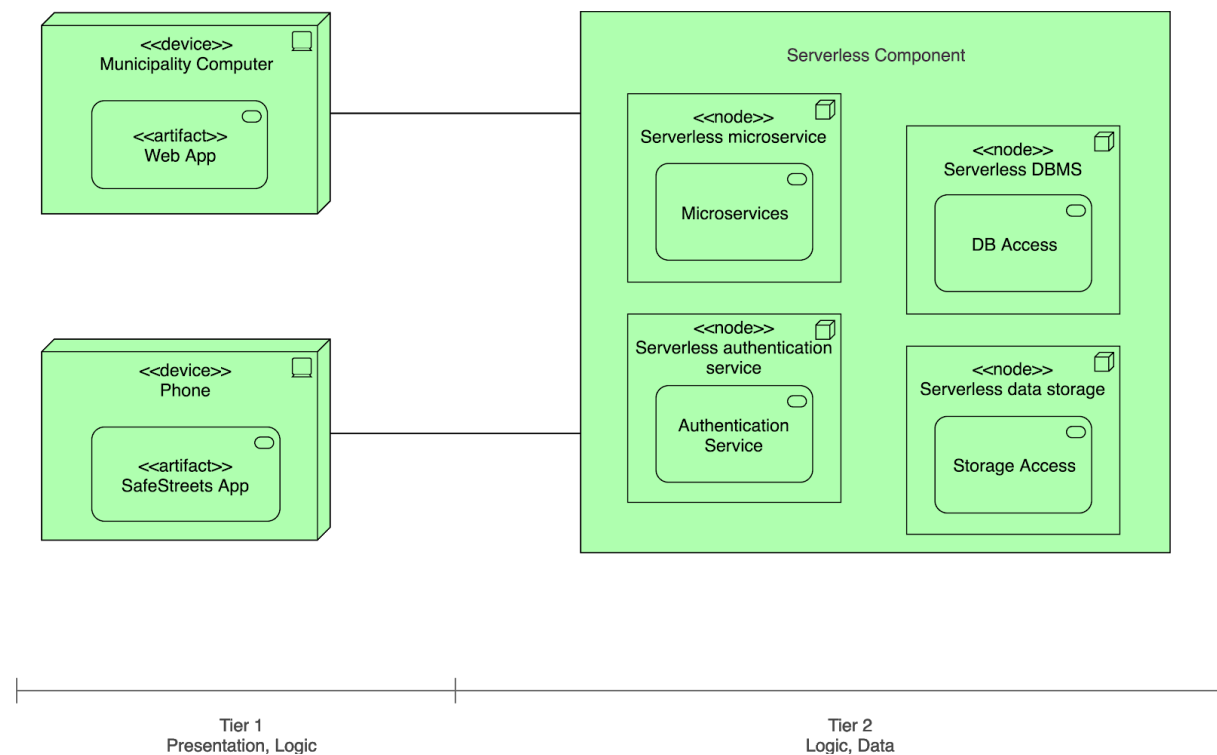 <<device>>
Municipality Computer
<<artifact>>
Web App
<<device>>
Phone
<<artifact>>
SafeStreets App
Serverless Component
<<node>>
Serverless microservice
Microservices
<<node>>
Serverless authentication
service
Authentication
Service
<<node>>
Serverless DBMS
DB Access
<<node>>
Serverless data storage
Storage Access
Tier 1
Presentation, Logic
Tier 2
Logic, Data